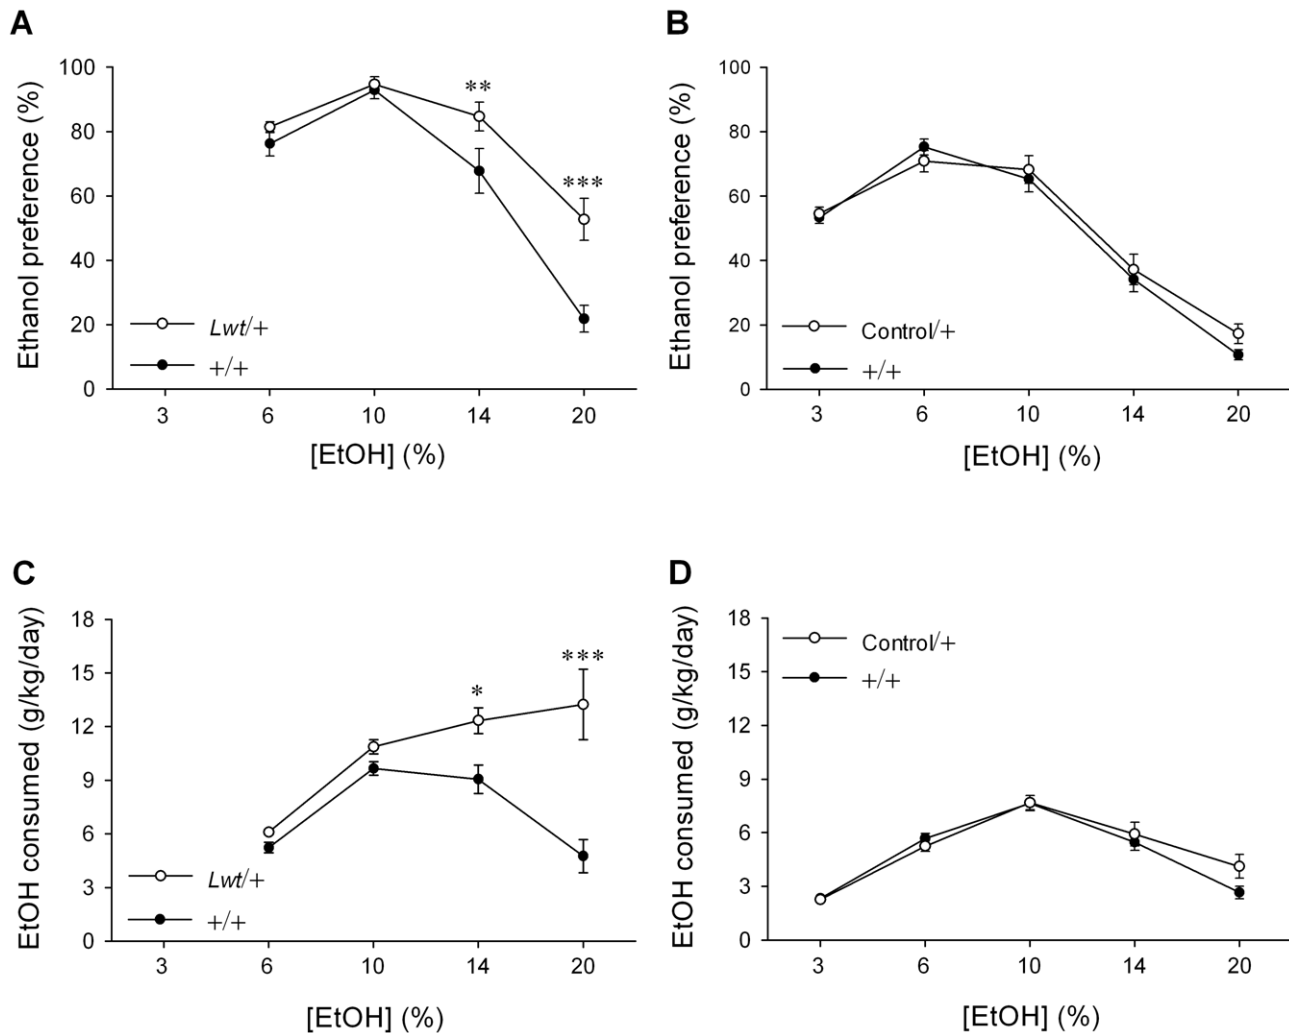 A
Ethanol preference (%)
100
80
60
40
20
0
**
***
Lwt/+
+/+
3 6 10 14 20
[EtOH] (%)
B
Ethanol preference (%)
100
80
60
40
20
0
Control/+
+/+
3 6 10 14 20
[EtOH] (%)
C
EtOH consumed (g/kg/day)
18
15
12
9
6
3
0
***
*
Lwt/+
+/+
3 6 10 14 20
[EtOH] (%)
D
EtOH consumed (g/kg/day)
18
15
12
9
6
3
0
Control/+
+/+
3 6 10 14 20
[EtOH] (%)